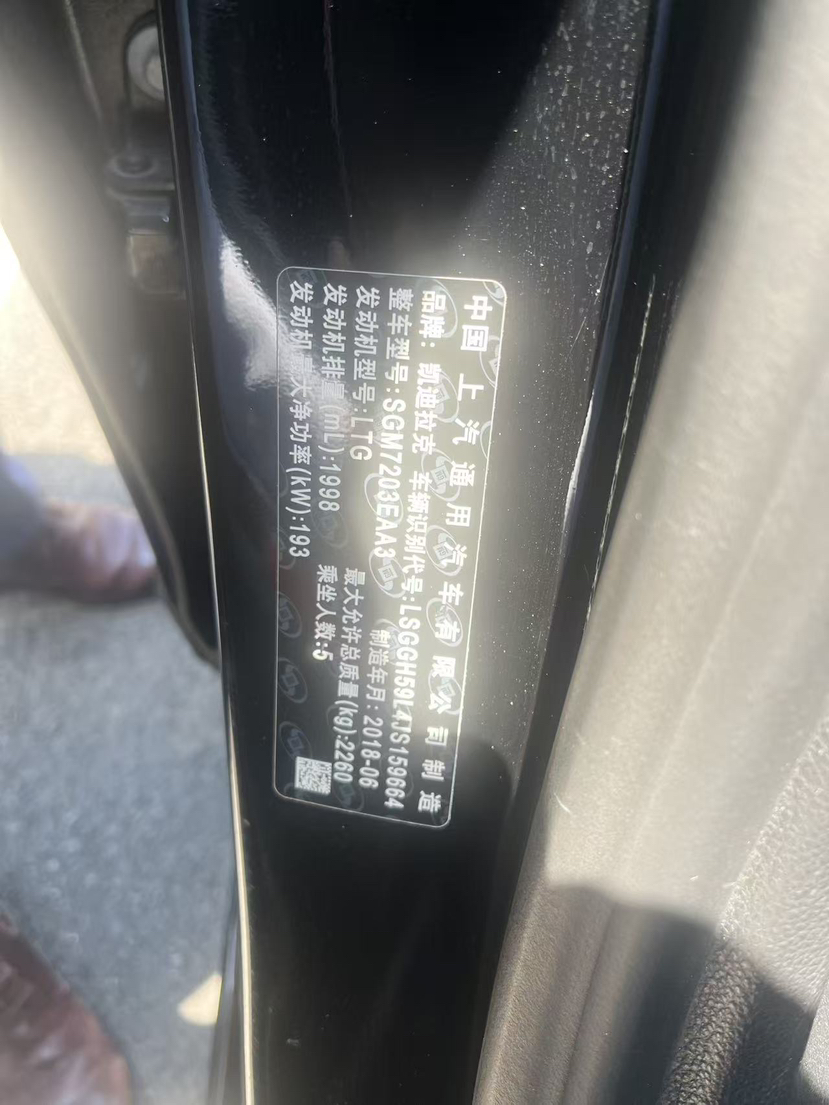 中国 上汽通用汽车有限公司制造
品牌: 凯迪拉克 车辆识别代号:LSGGH59L4JS159664
整车型号:SGM7203EAA3 制造年月:2018-06
发动机型号:LTG 最大允许总质量(kg):2260
发动机排量(mL):1998 乘坐人数:5
发动机最大净功率(kW):193